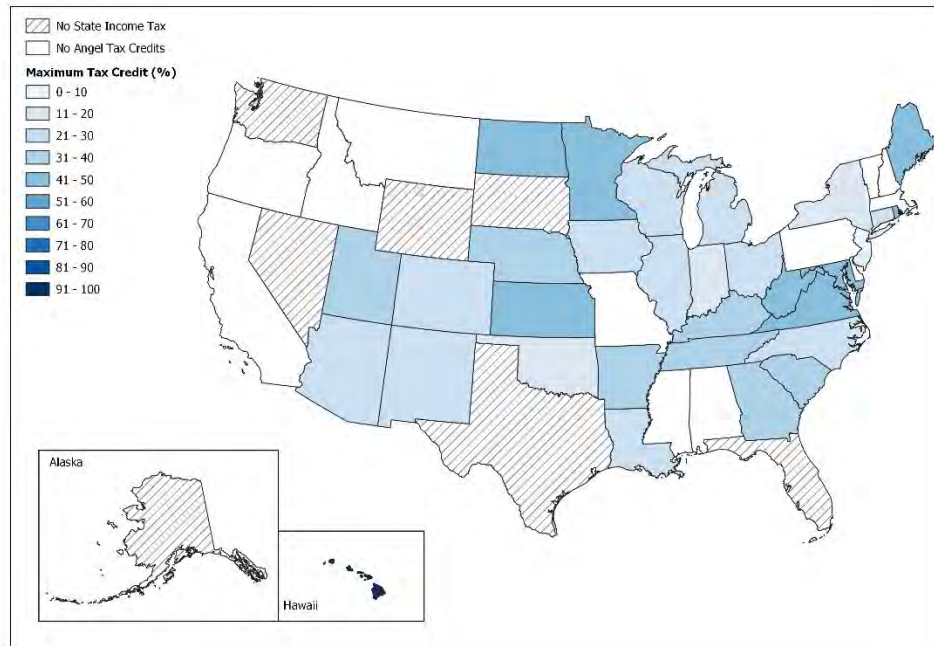 No State Income Tax
No Angel Tax Credits
Maximum Tax Credit (%)
0 - 10
11 - 20
21 - 30
31 - 40
41 - 50
51 - 60
61 - 70
71 - 80
81 - 90
91 - 100
Alaska
Hawaii